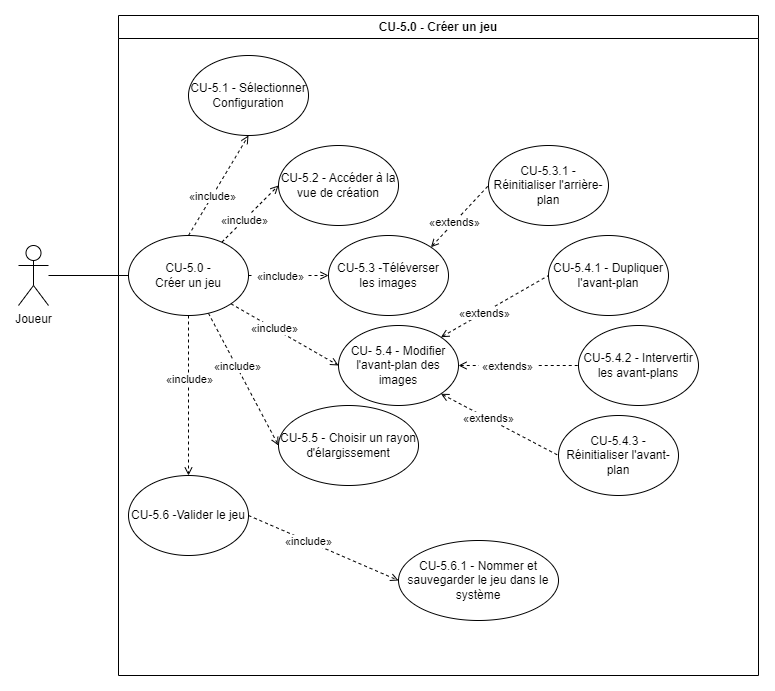 CU-5.0 - Créer un jeu
CU-5.1 - Sélectionner
Configuration
CU-5.2 - Accéder à la
vue de création
CU-5.3.1 -
Réinitialiser l'arrière-
plan
«include»
«include»
«extends»
CU-5.0 -
Créer un jeu
«include»
CU-5.3 -Téléverser
les images
CU-5.4.1 - Dupliquer
l'avant-plan
Joueur
«include»
«extends»
CU- 5.4 - Modifier
l'avant-plan des
images
«extends»
CU-5.4.2 - Intervertir
les avant-plans
«include»
«include»
«extends»
CU-5.5 - Choisir un rayon
d'élargissement
CU-5.4.3 -
Réinitialiser l'avant-
plan
CU-5.6 -Valider le jeu
«include»
CU-5.6.1 - Nommer et
sauvegarder le jeu dans le
système